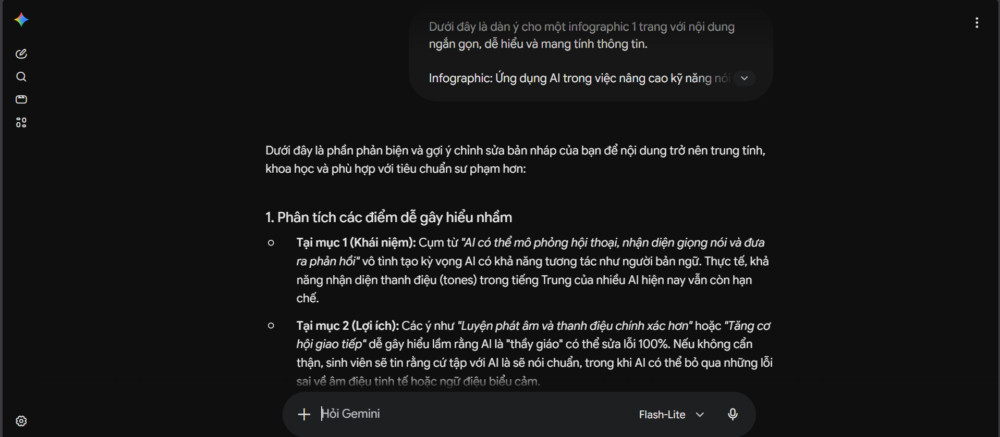 Dưới đây là dàn ý cho một infographic 1 trang với nội dung
ngắn gọn, dễ hiểu và mang tính thông tin.
Infographic: Ứng dụng AI trong việc nâng cao kỹ năng nói
Dưới đây là phần phản biện và gợi ý chỉnh sửa bản nháp của bạn để nội dung trở nên trung tính,
khoa học và phù hợp với tiêu chuẩn sư phạm hơn:
1. Phân tích các điểm dễ gây hiểu nhầm
Tại mục 1 (Khái niệm): Cụm từ "AI có thể mô phỏng hội thoại, nhận diện giọng nói và đưa
ra phản hồi" vô tình tạo kỳ vọng AI có khả năng tương tác như người bản ngữ. Thực tế, khả
năng nhận diện thanh điệu (tones) trong tiếng Trung của nhiều AI hiện nay vẫn còn hạn
chế.
Tại mục 2 (Lợi ích): Các ý như "Luyện phát âm và thanh điệu chính xác hơn" hoặc "Tăng cơ
hội giao tiếp" dễ gây hiểu lầm rằng AI là "thầy giáo" có thể sửa lỗi 100%. Nếu không cẩn
thận, sinh viên sẽ tin rằng cứ tập với AI là sẽ nói chuẩn, trong khi AI có thể bỏ qua những lỗi
sai về âm điệu tinh tế hoặc ngữ điệu biểu cảm.
Hỏi Gemini
Flash-Lite